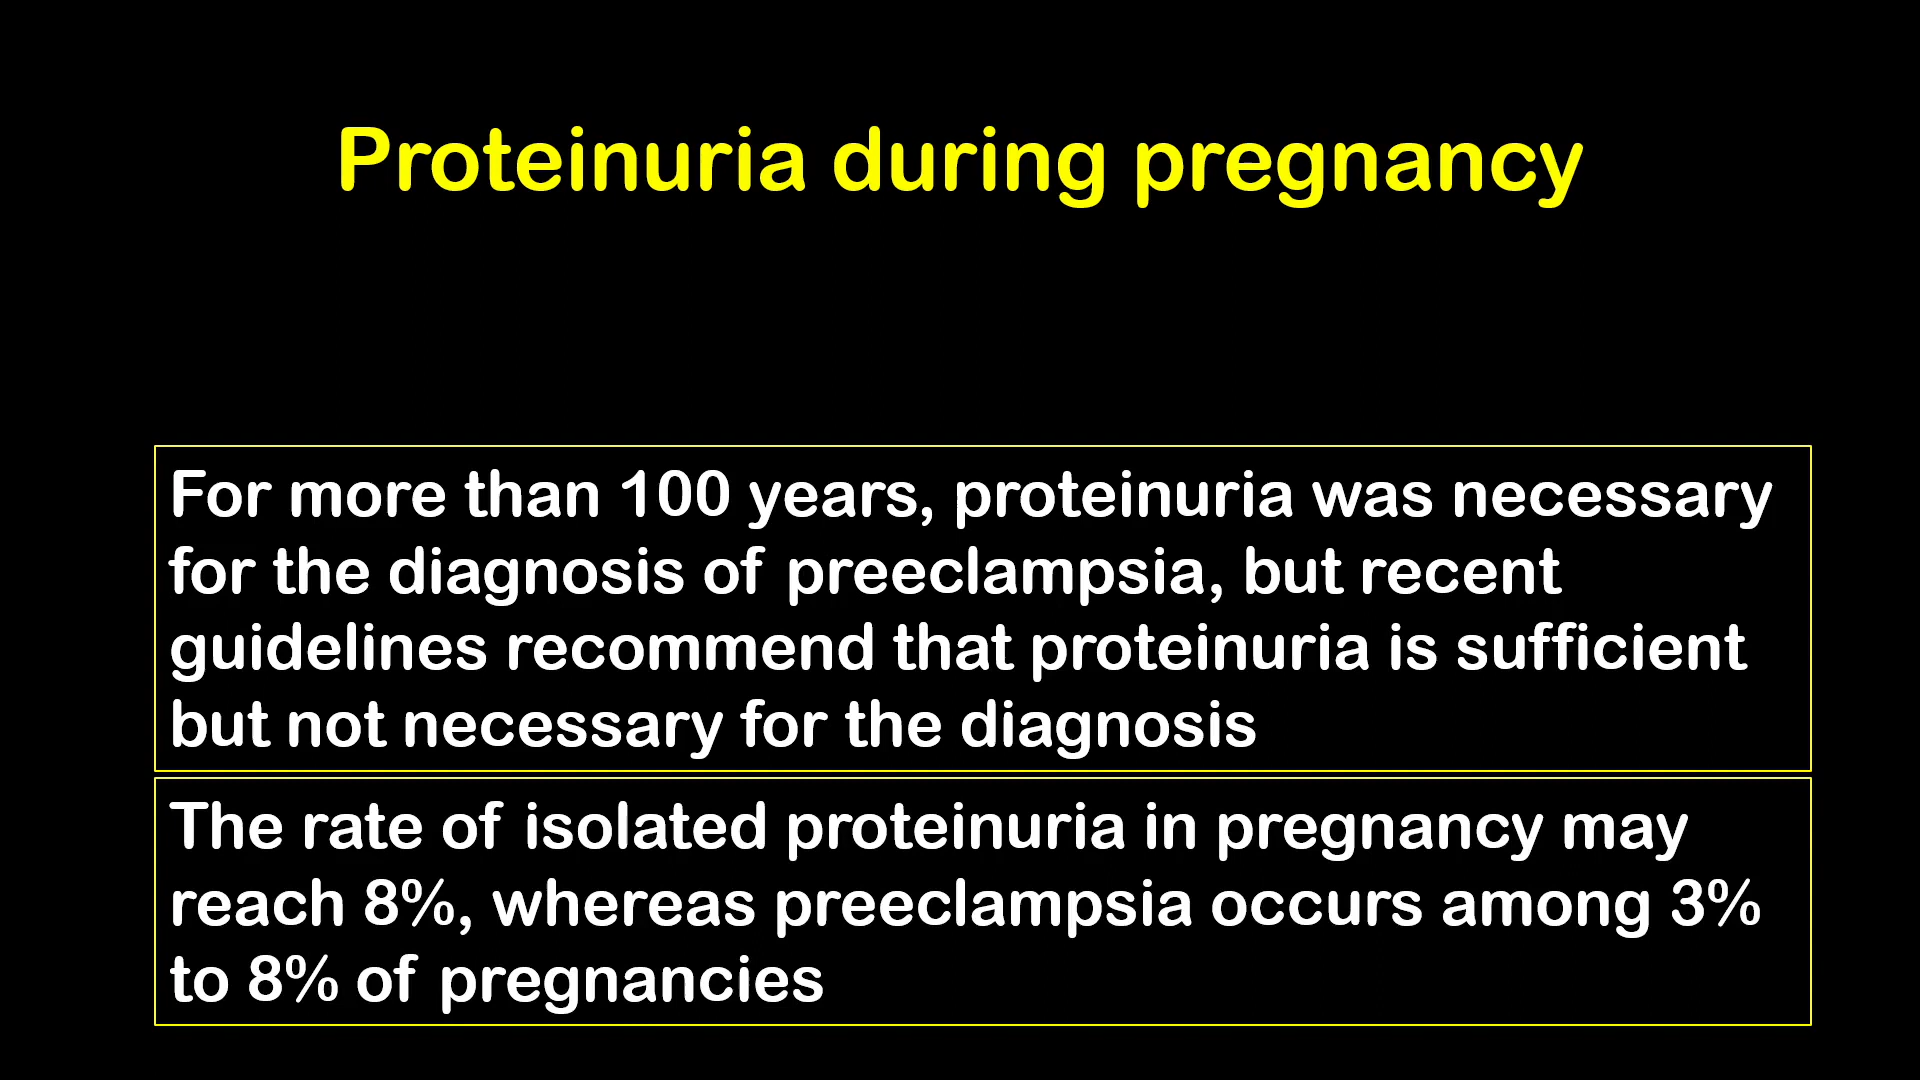 Proteinuria during pregnancy
For more than 100 years, proteinuria was necessary
for the diagnosis of preeclampsia, but recent
guidelines recommend that proteinuria is sufficient
but not necessary for the diagnosis
The rate of isolated proteinuria in pregnancy may
reach 8%, whereas preeclampsia occurs among 3%
to 8% of pregnancies